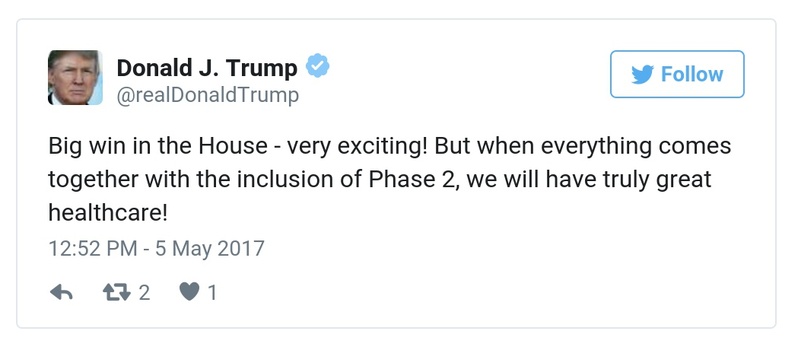 Donald J. Trump
@realDonaldTrump
Follow
Big win in the House - very exciting! But when everything comes
together with the inclusion of Phase 2, we will have truly great
healthcare!
12:52 PM - 5 May 2017
2 1